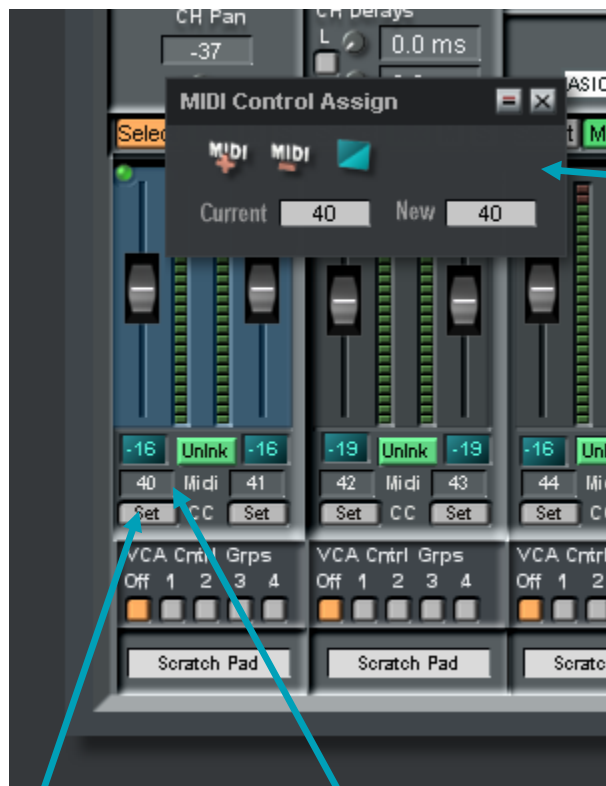 CH Pan
CH Delays
-37
L 0.0 ms
MIDI Control Assign
MIDI MIDI
Current 40 New 40
-16 Unlnk -16
-19 Unlnk -19
-16
40 Midi 41
42 Midi 43
44
Set CC Set
Set CC Set
Set
VCA Cntrl Grps
VCA Cntrl Grps
Off 1 2 3 4
Off 1 2 3 4
Off 1 2
Scratch Pad
Scratch Pad